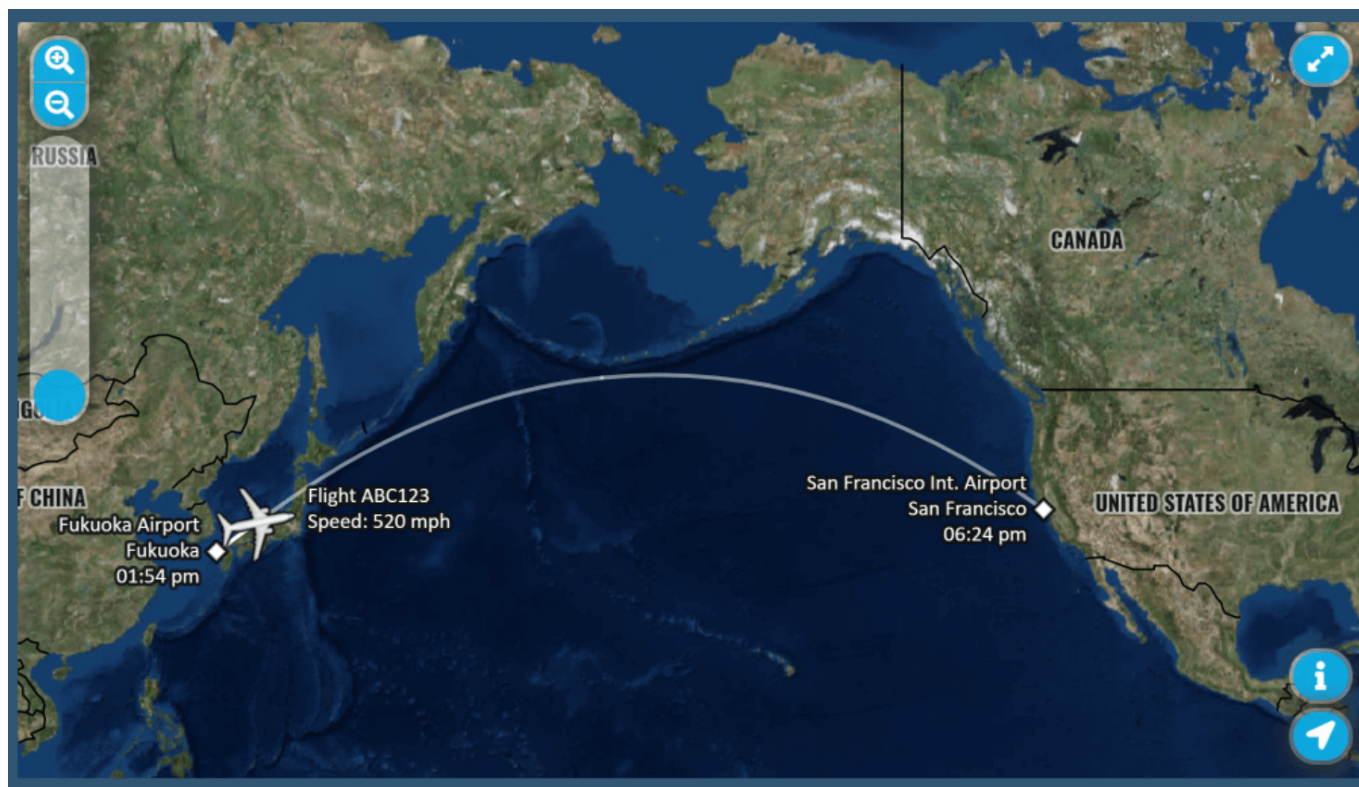 RUSSIA
CANADA
F CHINA
UNITED STATES OF AMERICA
Flight ABC123
Speed: 520 mph
Fukuoka Airport
Fukuoka
01:54 pm
San Francisco Int. Airport
San Francisco
06:24 pm